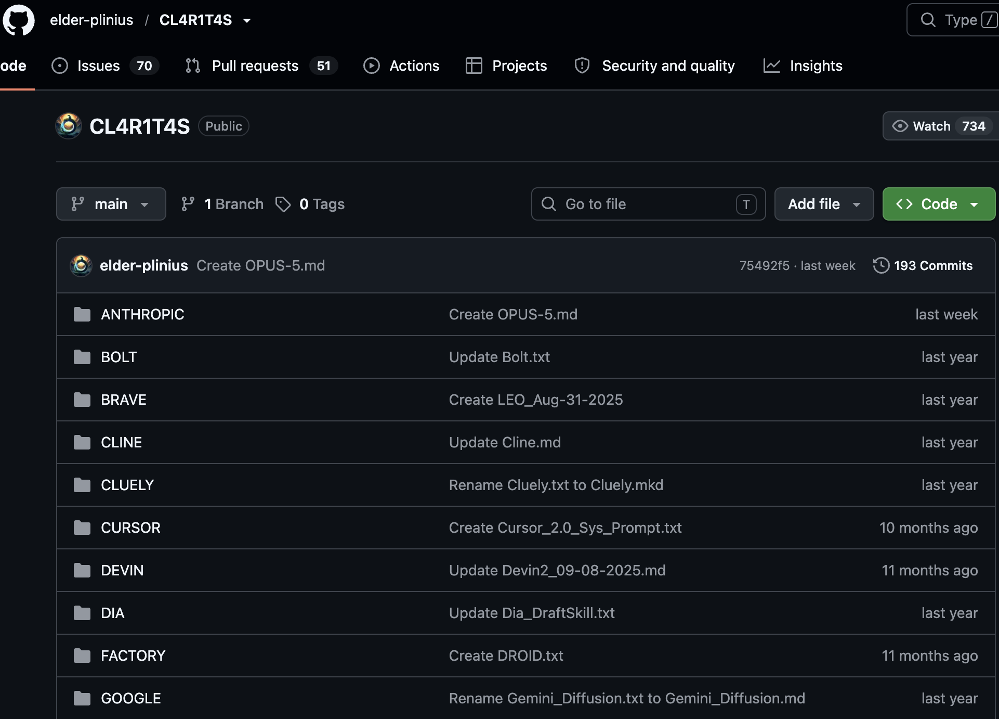 elder-plinius / CL4R1T4S
Type /
ode Issues 70 Pull requests 51 Actions Projects Security and quality Insights
CL4R1T4S Public
Watch 734
main 1 Branch 0 Tags Go to file T Add file Code
elder-plinius Create OPUS-5.md 75492f5 · last week 193 Commits
ANTHROPIC Create OPUS-5.md last week
BOLT Update Bolt.txt last year
BRAVE Create LEO_Aug-31-2025 last year
CLINE Update Cline.md last year
CLUELY Rename Cluely.txt to Cluely.mkd last year
CURSOR Create Cursor_2.0_Sys_Prompt.txt 10 months ago
DEVIN Update Devin2_09-08-2025.md 11 months ago
DIA Update Dia_DraftSkill.txt last year
FACTORY Create DROID.txt 11 months ago
GOOGLE Rename Gemini_Diffusion.txt to Gemini_Diffusion.md last year